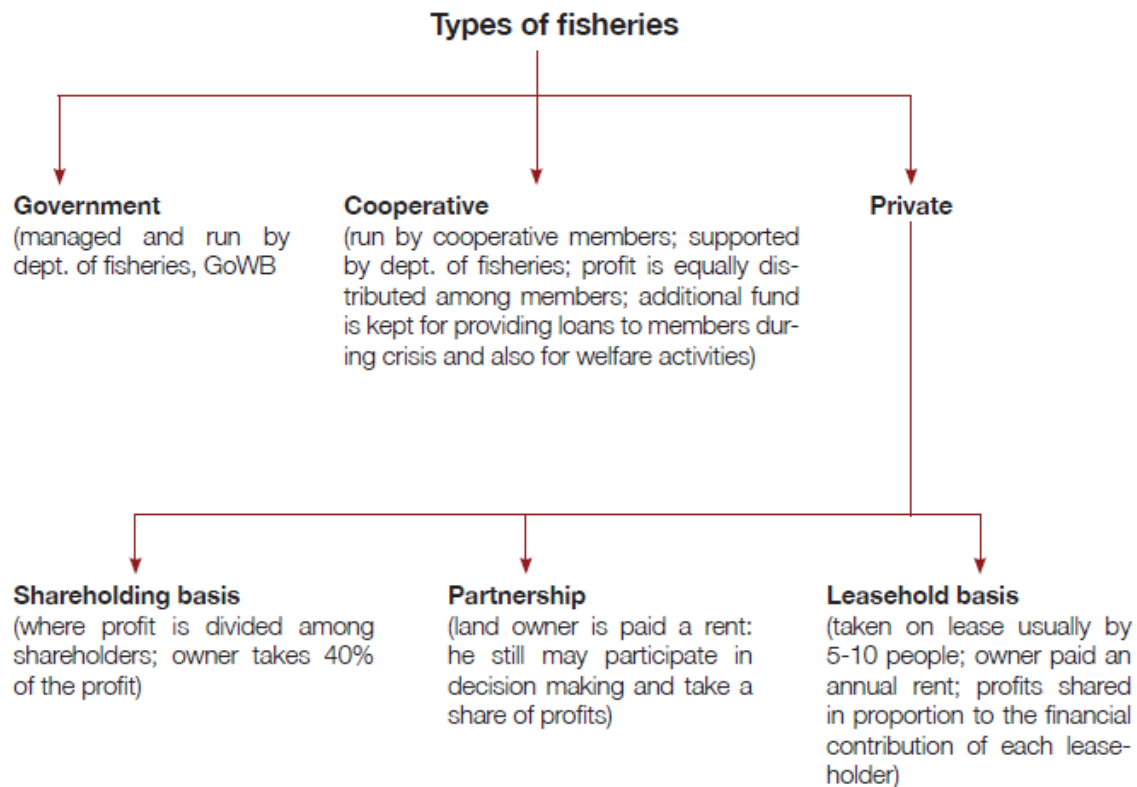 Types of fisheries
Government
(managed and run by
dept. of fisheries, GoWB
Cooperative
(run by cooperative members; supported
by dept. of fisheries; profit is equally dis-
tributed among members; additional fund
is kept for providing loans to members dur-
ing crisis and also for welfare activities)
Private
Shareholding basis
(where profit is divided among
shareholders; owner takes 40%
of the profit)
Partnership
(land owner is paid a rent:
he still may participate in
decision making and take a
share of profits)
Leasehold basis
(taken on lease usually by
5-10 people; owner paid an
annual rent; profits shared
in proportion to the financial
contribution of each lease-
holder)